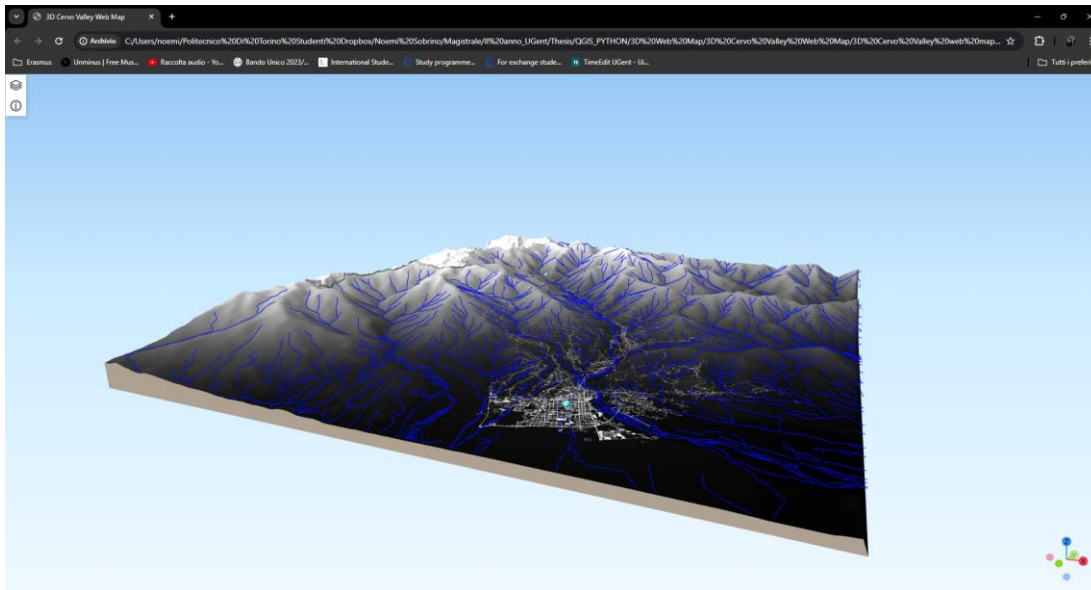 3D Cervo Valley Web Map
Archivio C:/Users/noemi/Politecnico%20Di%20Torino%20Studenti%20Dropbox/Noemi%20Sobrino/Magistrale/II%20anno_UGent/Thesis/QGIS_PYTHON/3D%20Web%20Map/3D%20Cervo%20Valley%20Web%20Map/3D%20Cervo%20Valley%20web%20map...
Erasmus Unminus | Free Mus... Raccolta audio - Yo... Bando Unico 2023/... International Stude... Study programme... For exchange stude... TimeEdit UGent - Ui... Tutti i preferi
Z
Y
X